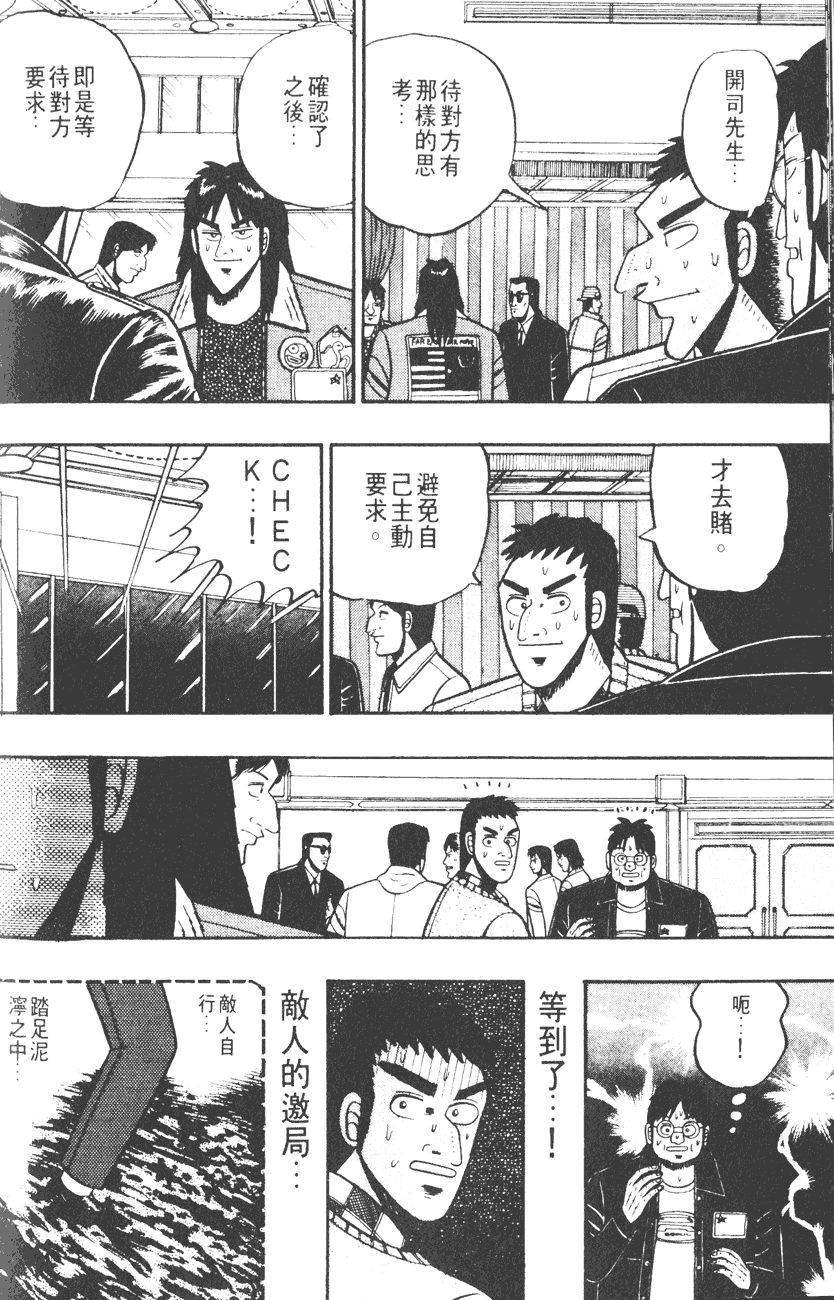 開司先生…
待對方有
那樣的思
考…
FAR EA
確認了
之後…
即是等
待對方
要求…
才去賭。
避免自
己主動
要求。
CHEC
K…!
呃…!
等到了…!
敵人的邀局…
敵人自
行…
踏足泥
濘之中…